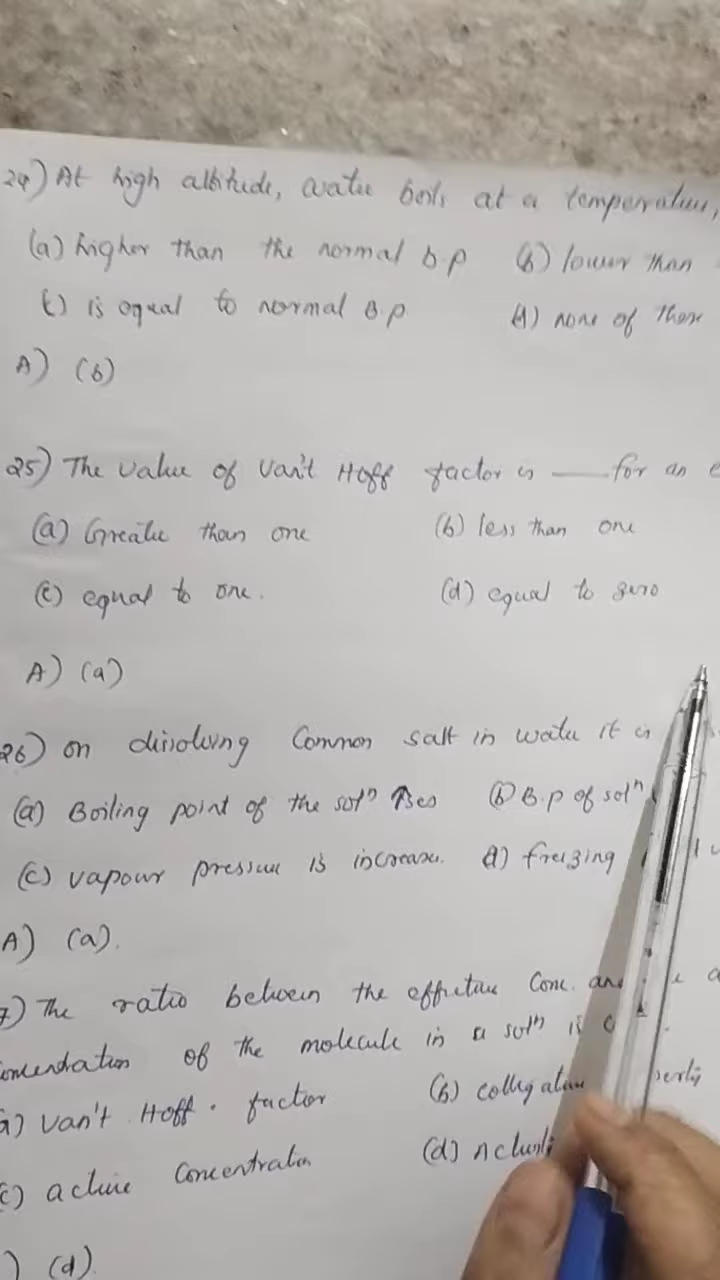 24) At high altitude, water boils at a temperature,
(a) higher than the normal b.p (b) lower than
(c) is equal to normal B.p (d) none of these
A) (b)
25) The value of Van't Hoff factor is ___ for an
(a) Greater than one (b) less than one
(c) equal to one. (d) equal to zero
A) (a)
26) on dissolving Common salt in water it is
(a) Boiling point of the solⁿ ↑ses (b) B.p of solⁿ
(c) vapour pressure is increase. d) freezing
A) (a).
7) The ratio between the effective Conc. and
oncentration of the molecule in a solⁿ is
a) Van't Hoff. factor (b) colligative
c) active Concentration (d)
) (d).